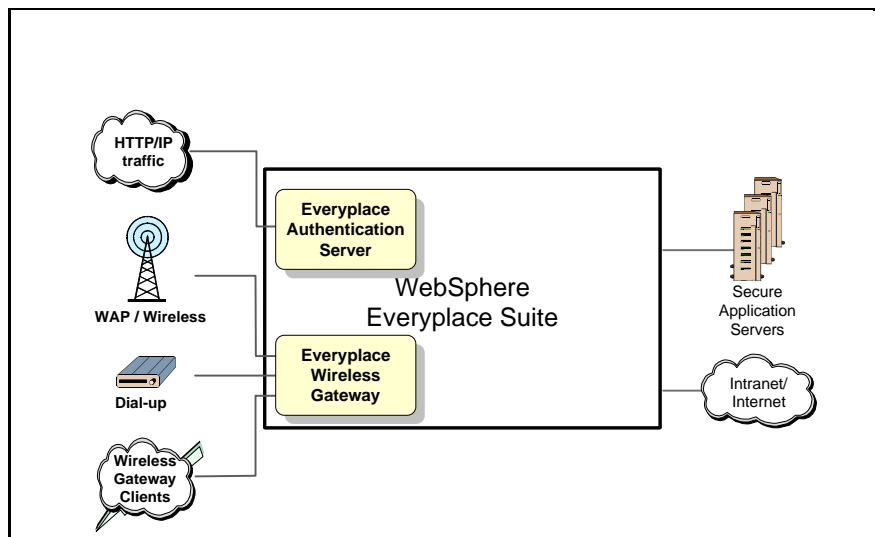 HTTP/IP
traffic
WAP / Wireless
Dial-up
Wireless
Gateway
Clients
Everyplace
Authentication
Server
WebSphere
Everyplace Suite
Everyplace
Wireless
Gateway
Secure
Application
Servers
Intranet/
Internet